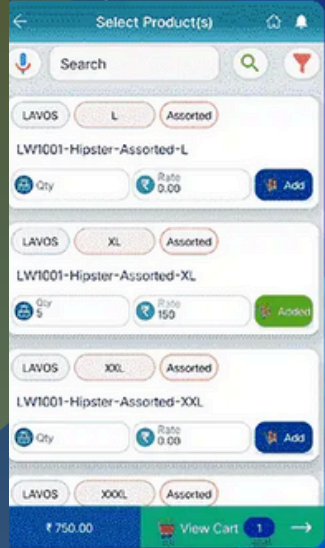 Select Product(s)
Search
LAVOS L Assorted
LW1001-Hipster-Assorted-L
Qty Rate 0.00 Add
LAVOS XL Assorted
LW1001-Hipster-Assorted-XL
Qty 5 Rate 150 Added
LAVOS XXL Assorted
LW1001-Hipster-Assorted-XXL
Qty Rate 0.00 Add
LAVOS XXXL Assorted
₹ 750.00 View Cart 1